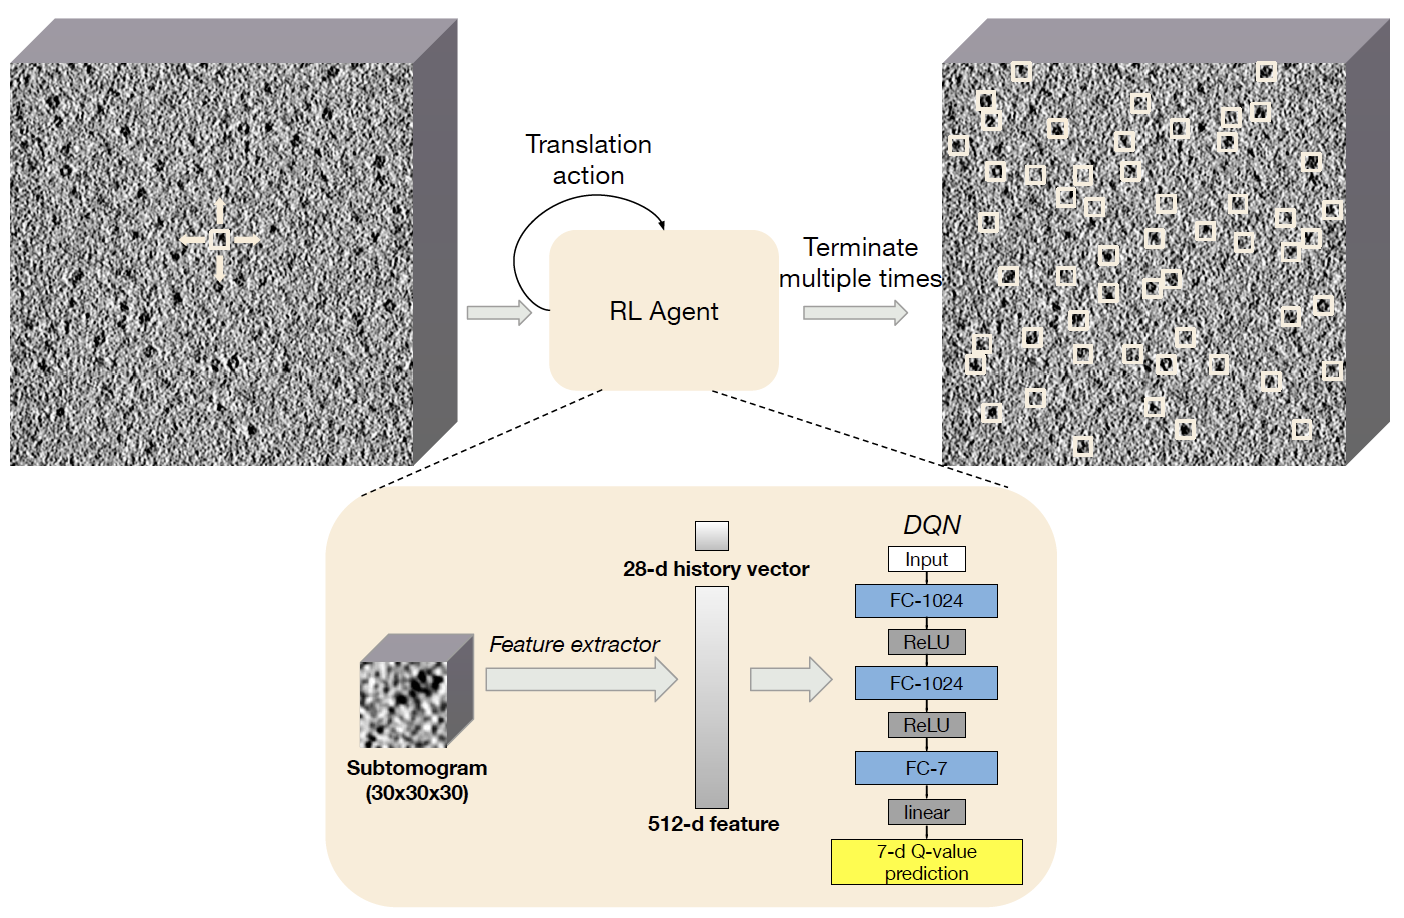 Translation
action
RL Agent
Terminate
multiple times
DQN
Input
28-d history vector
FC-1024
ReLU
Feature extractor
FC-1024
ReLU
FC-7
Subtomogram
(30x30x30)
linear
512-d feature
7-d Q-value
prediction